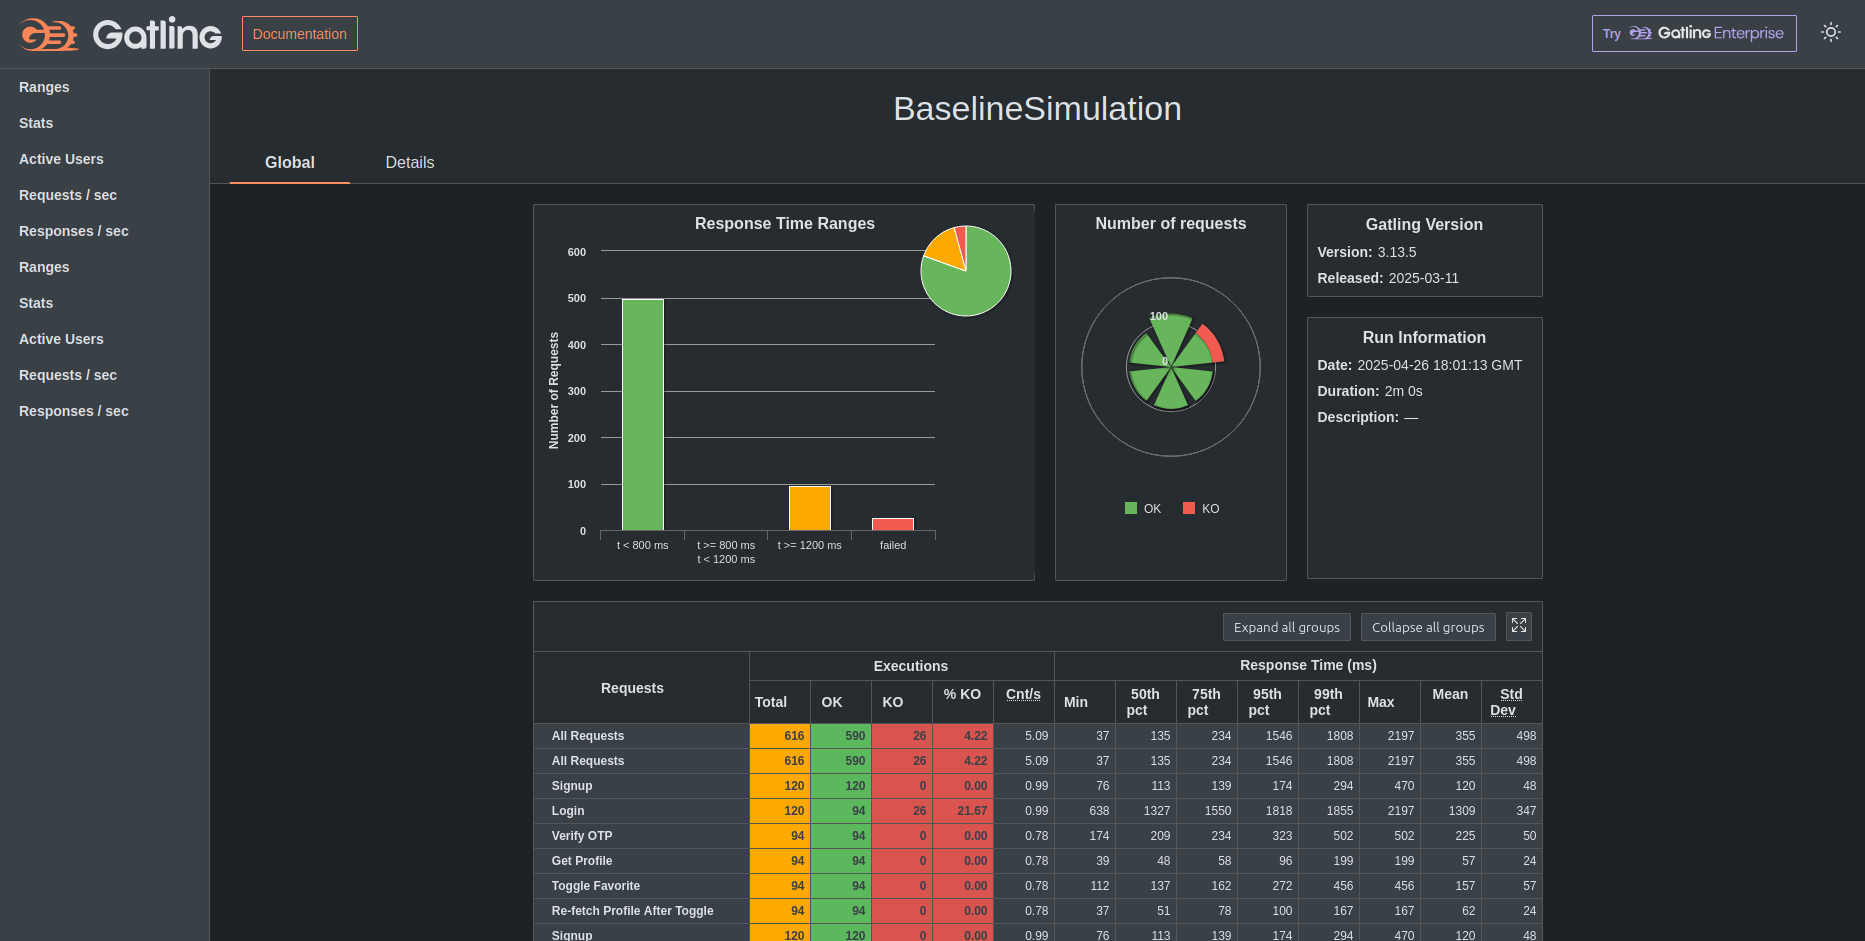 Gatling
Documentation
Try Gatling Enterprise
Ranges
Stats
Active Users
Requests / sec
Responses / sec
Ranges
Stats
Active Users
Requests / sec
Responses / sec
BaselineSimulation
Global Details
Response Time Ranges
Number of Requests
600
500
400
300
200
100
0
t < 800 ms
t >= 800 ms
t < 1200 ms
t >= 1200 ms
failed
Number of requests
100
0
OK KO
Gatling Version
Version: 3.13.5
Released: 2025-03-11
Run Information
Date: 2025-04-26 18:01:13 GMT
Duration: 2m 0s
Description: —
Expand all groups Collapse all groups
Requests Executions Response Time (ms)
Total OK KO % KO Cnt/s Min 50th pct 75th pct 95th pct 99th pct Max Mean Std Dev
All Requests 616 590 26 4.22 5.09 37 135 234 1546 1808 2197 355 498
All Requests 616 590 26 4.22 5.09 37 135 234 1546 1808 2197 355 498
Signup 120 120 0 0.00 0.99 76 113 139 174 294 470 120 48
Login 120 94 26 21.67 0.99 638 1327 1550 1818 1855 2197 1309 347
Verify OTP 94 94 0 0.00 0.78 174 209 234 323 502 502 225 50
Get Profile 94 94 0 0.00 0.78 39 48 58 96 199 199 57 24
Toggle Favorite 94 94 0 0.00 0.78 112 137 162 272 456 456 157 57
Re-fetch Profile After Toggle 94 94 0 0.00 0.78 37 51 78 100 167 167 62 24
Signup 120 120 0 0.00 0.99 76 113 139 174 294 470 120 48